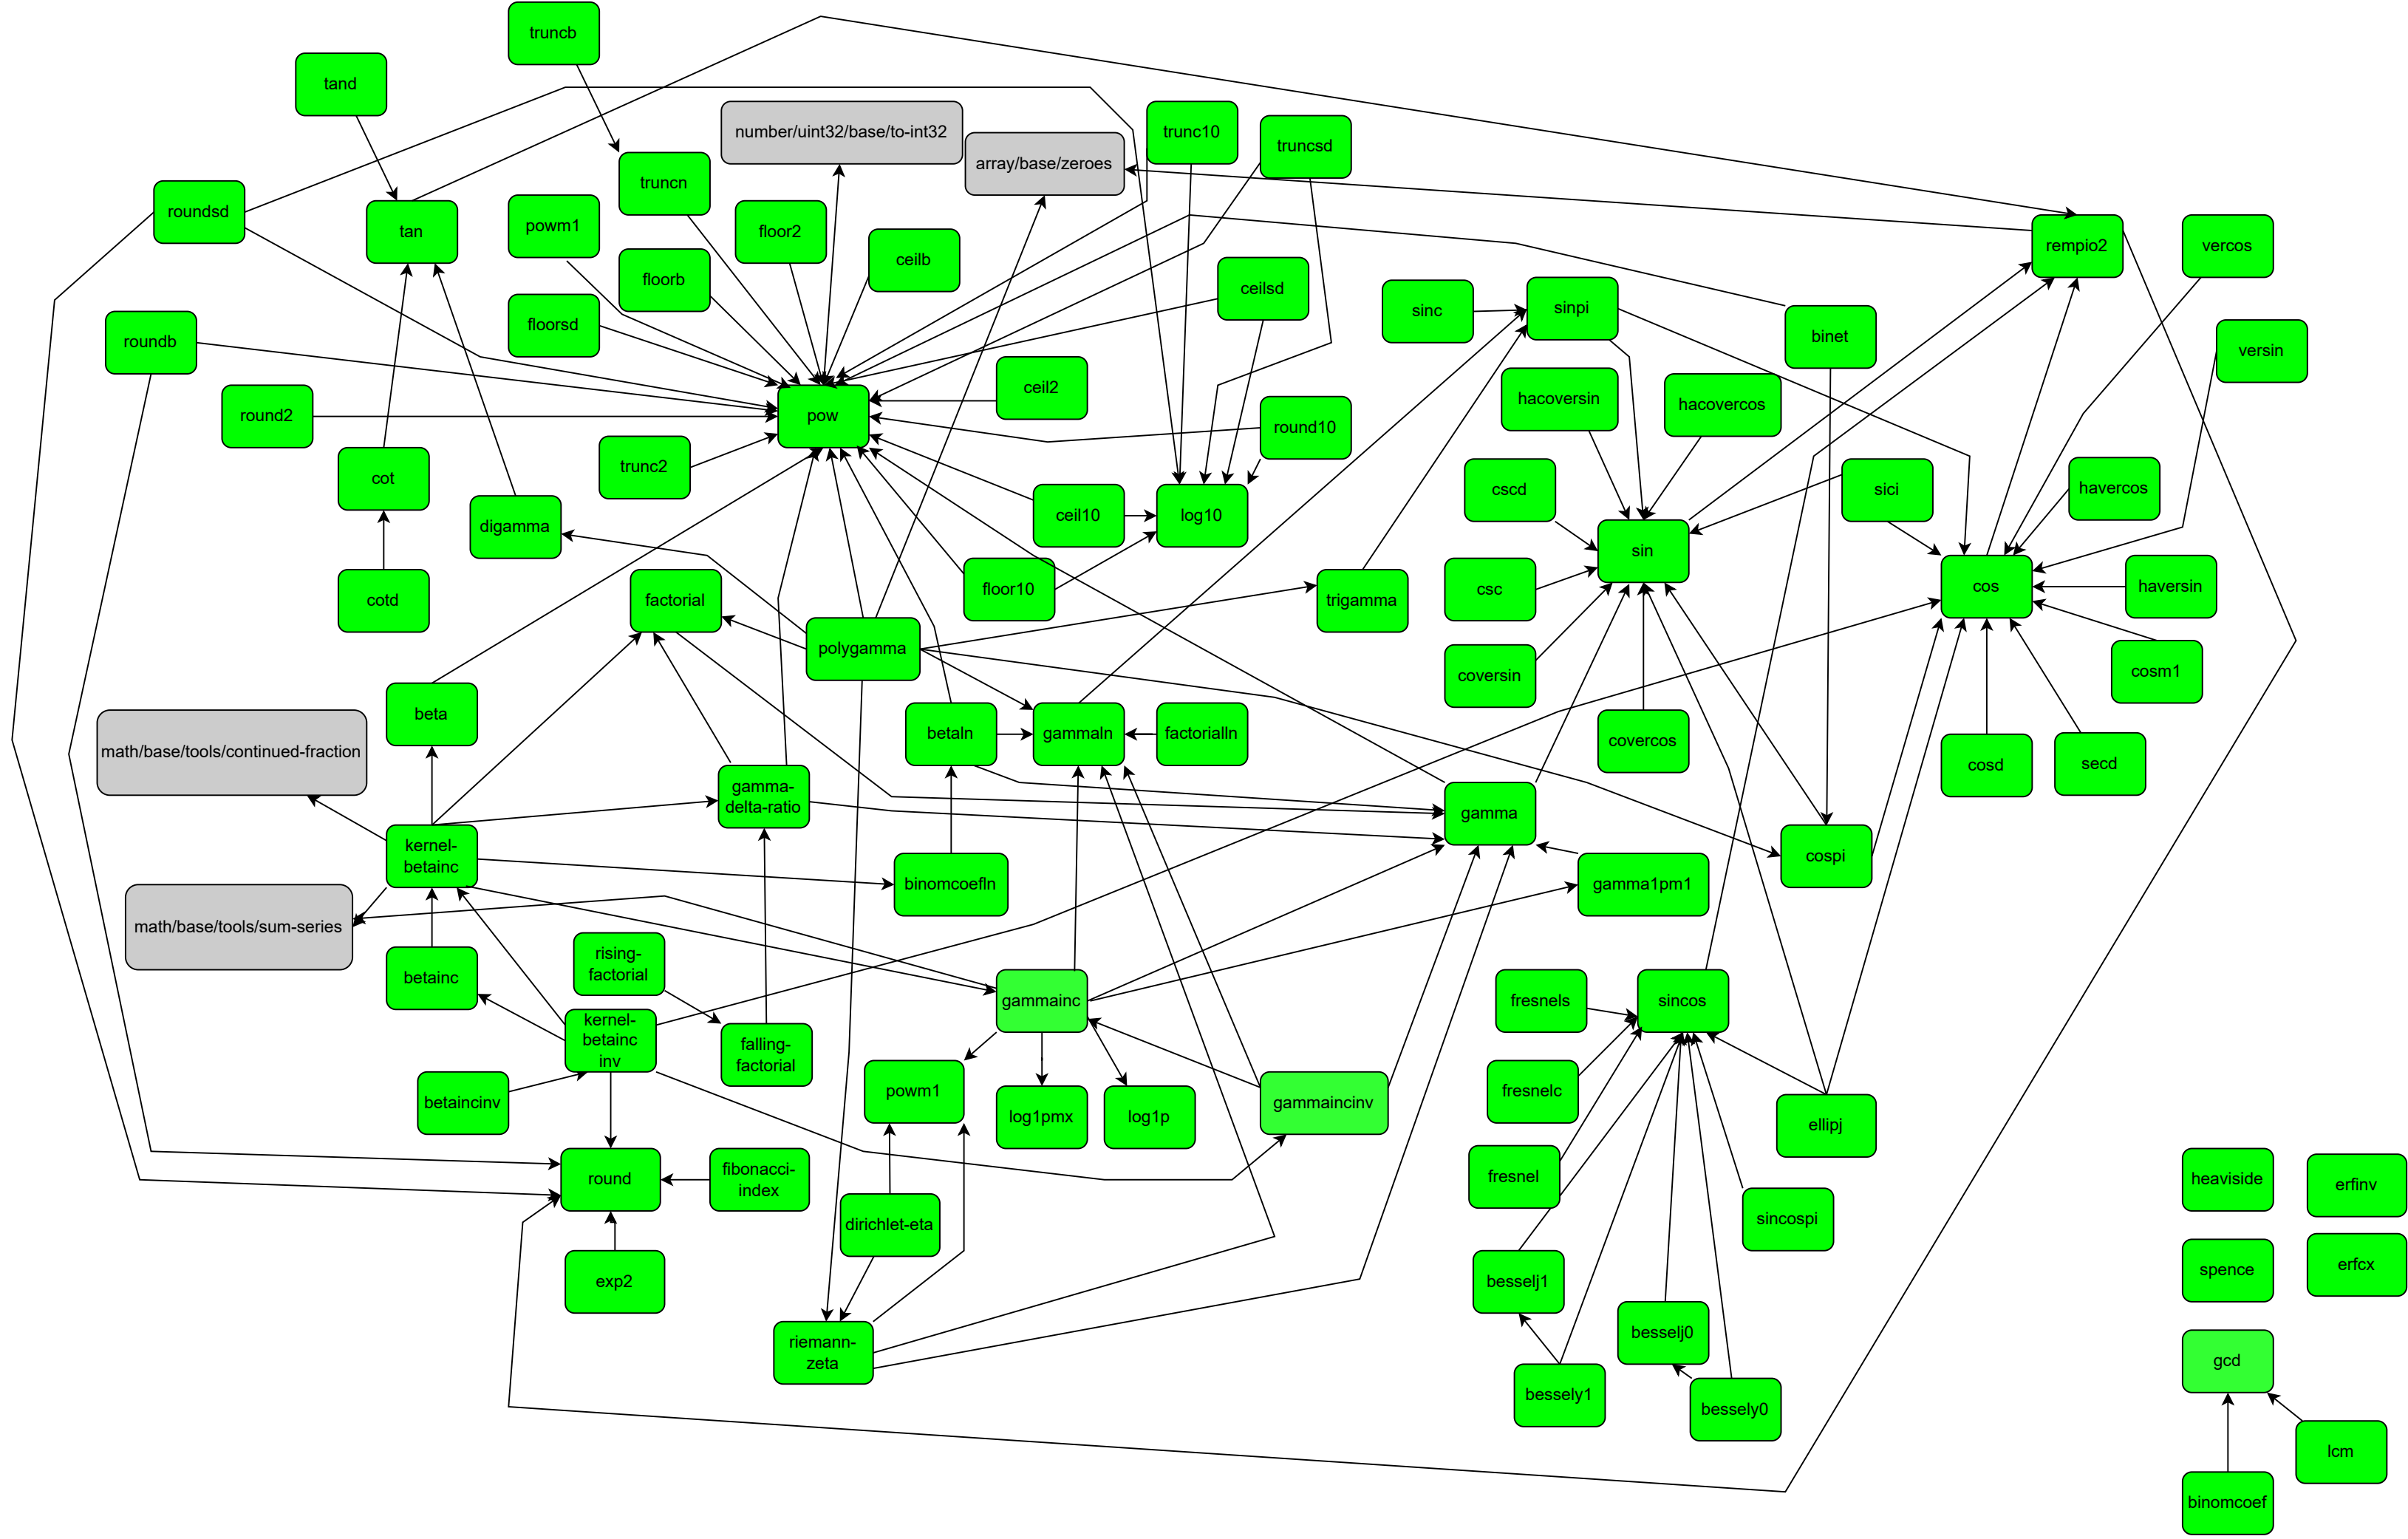 truncb
tand
number/uint32/base/to-int32
trunc10
truncsd
array/base/zeroes
truncn
roundsd
tan
powm1
floor2
rempio2
vercos
ceilb
floorb
ceilsd
sinc
sinpi
floorsd
binet
roundb
versin
ceil2
hacoversin
hacovercos
round2
pow
round10
trunc2
cot
cscd
sici
havercos
digamma
ceil10
log10
sin
cotd
factorial
floor10
trigamma
csc
cos
haversin
polygamma
coversin
cosm1
beta
betaln
gammaln
factorialln
covercos
math/base/tools/continued-fraction
cosd
secd
gamma-
delta-ratio
gamma
kernel-
betainc
cospi
binomcoefln
gamma1pm1
math/base/tools/sum-series
rising-
factorial
betainc
gammainc
fresnels
sincos
kernel-
betainc
inv
falling-
factorial
powm1
fresnelc
betaincinv
log1pmx
log1p
gammaincinv
ellipj
round
fibonacci-
index
fresnel
heaviside
erfinv
dirichlet-eta
sincospi
exp2
besselj1
spence
erfcx
riemann-
zeta
besselj0
gcd
bessely1
bessely0
lcm
binomcoef